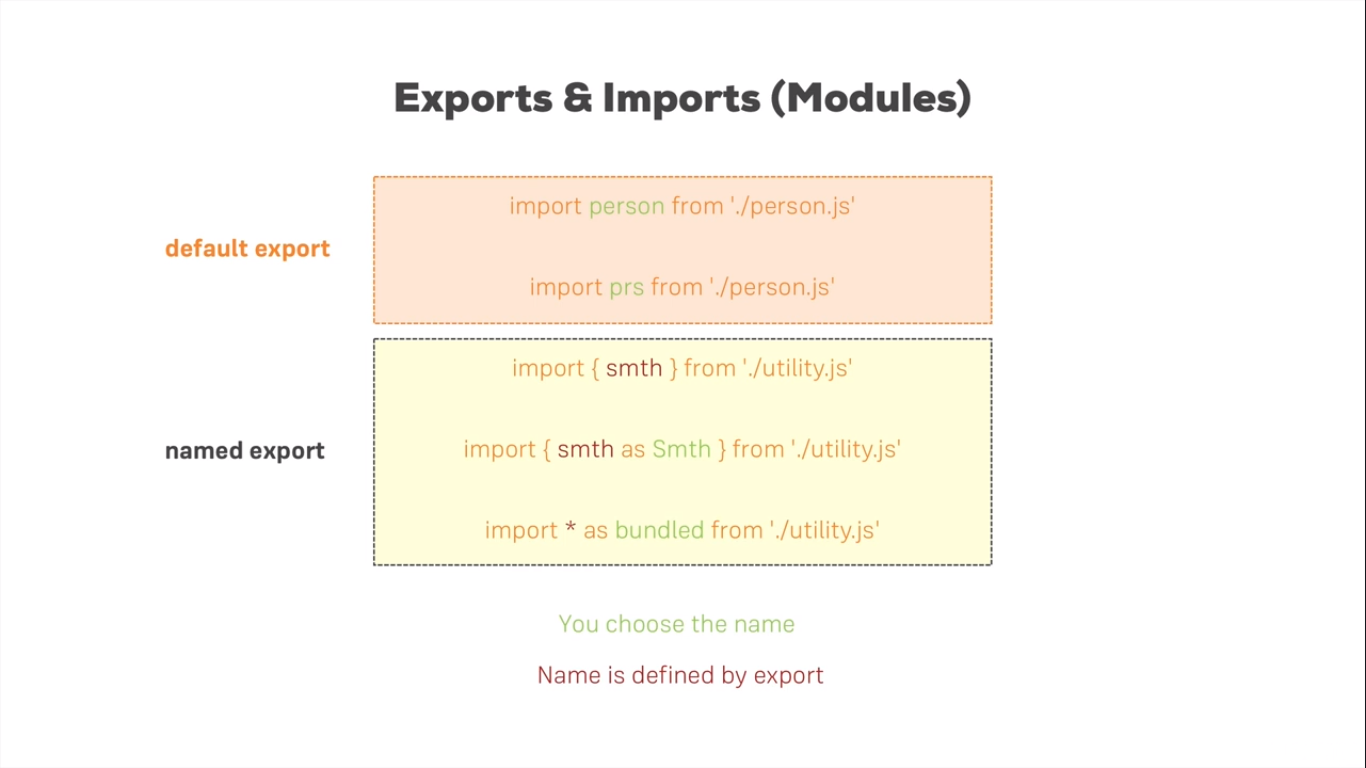 Exports & Imports (Modules)
default export
import person from './person.js'
import prs from './person.js'
named export
import { smth } from './utility.js'
import { smth as Smth } from './utility.js'
import * as bundled from './utility.js'
You choose the name
Name is defined by export